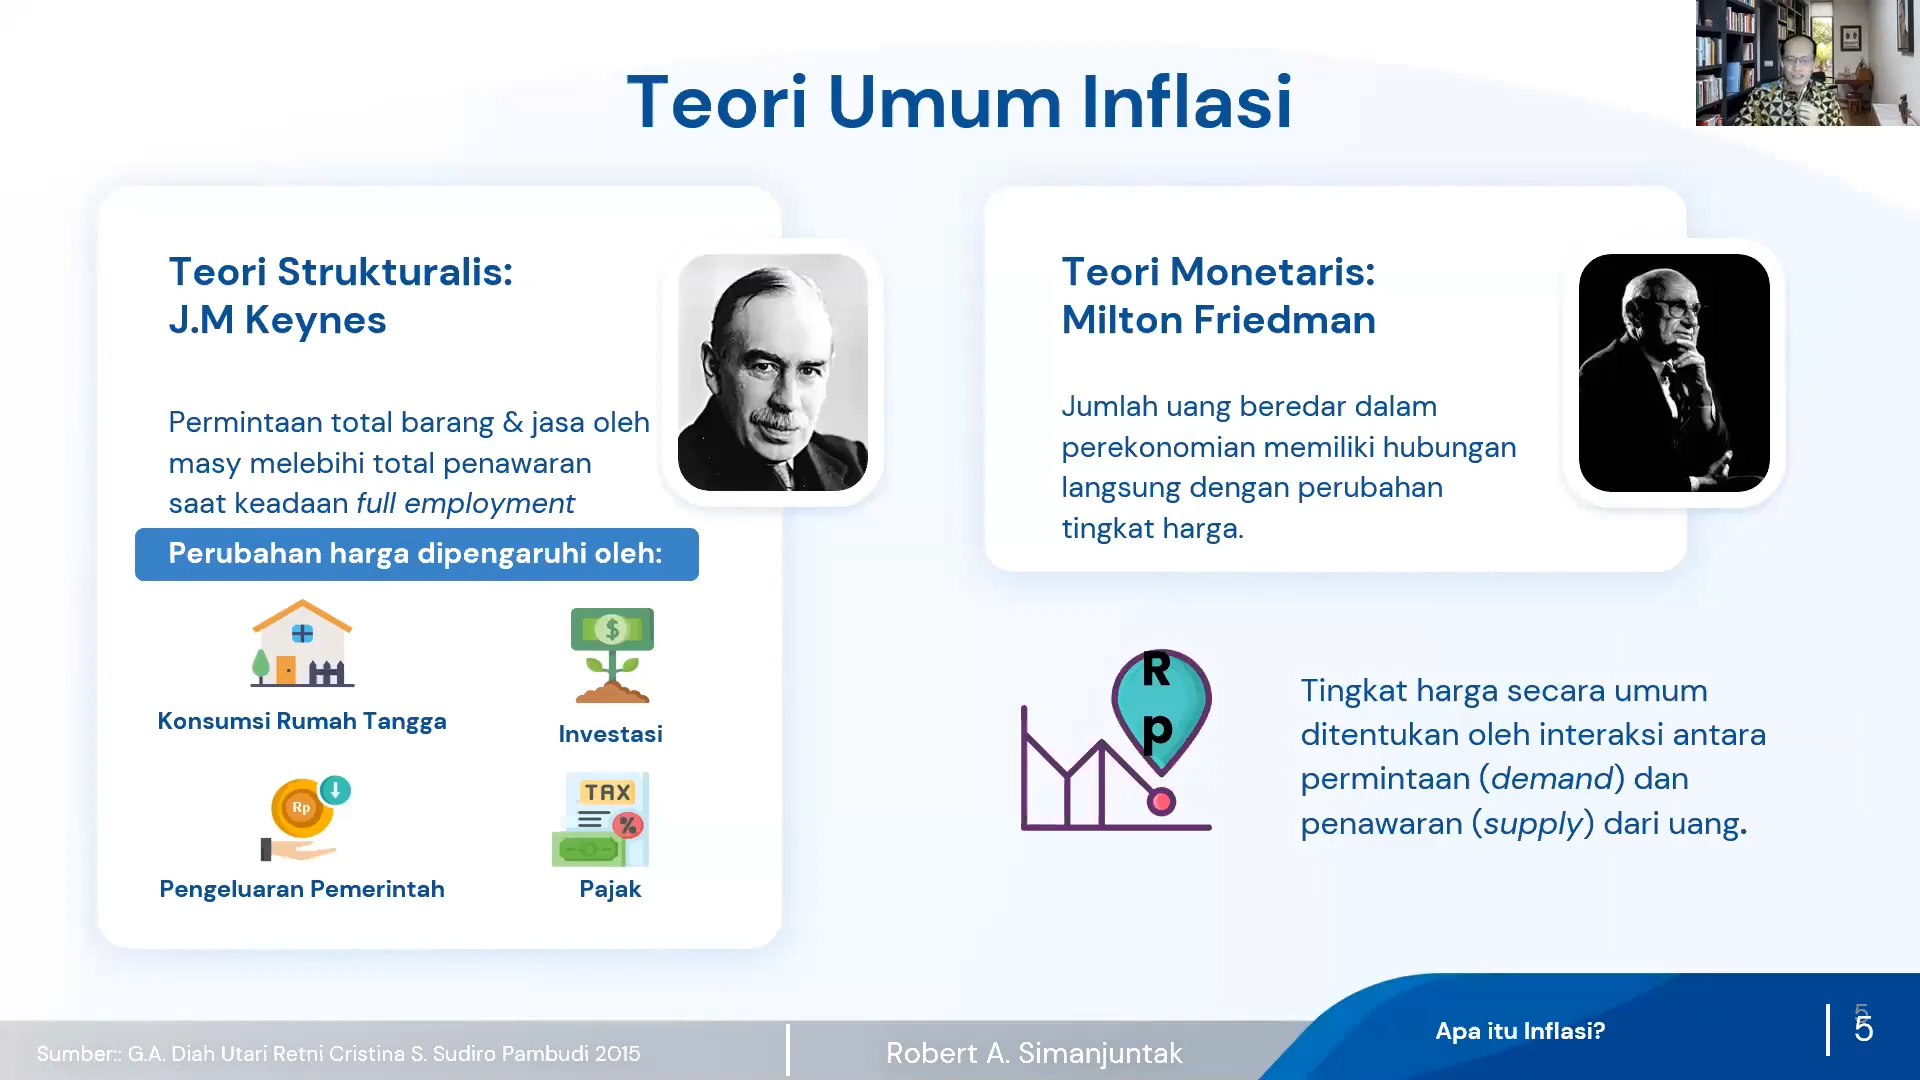 Teori Umum Inflasi
Teori Strukturalis:
J.M Keynes
Permintaan total barang & jasa oleh
masy melebihi total penawaran
saat keadaan full employment
Perubahan harga dipengaruhi oleh:
Konsumsi Rumah Tangga
$
Investasi
Rp
Pengeluaran Pemerintah
TAX
%
Pajak
Teori Monetaris:
Milton Friedman
Jumlah uang beredar dalam
perekonomian memiliki hubungan
langsung dengan perubahan
tingkat harga.
R
p
Tingkat harga secara umum
ditentukan oleh interaksi antara
permintaan (demand) dan
penawaran (supply) dari uang.
Sumber:: G.A. Diah Utari Retni Cristina S. Sudiro Pambudi 2015
Robert A. Simanjuntak
Apa itu Inflasi?
5
5